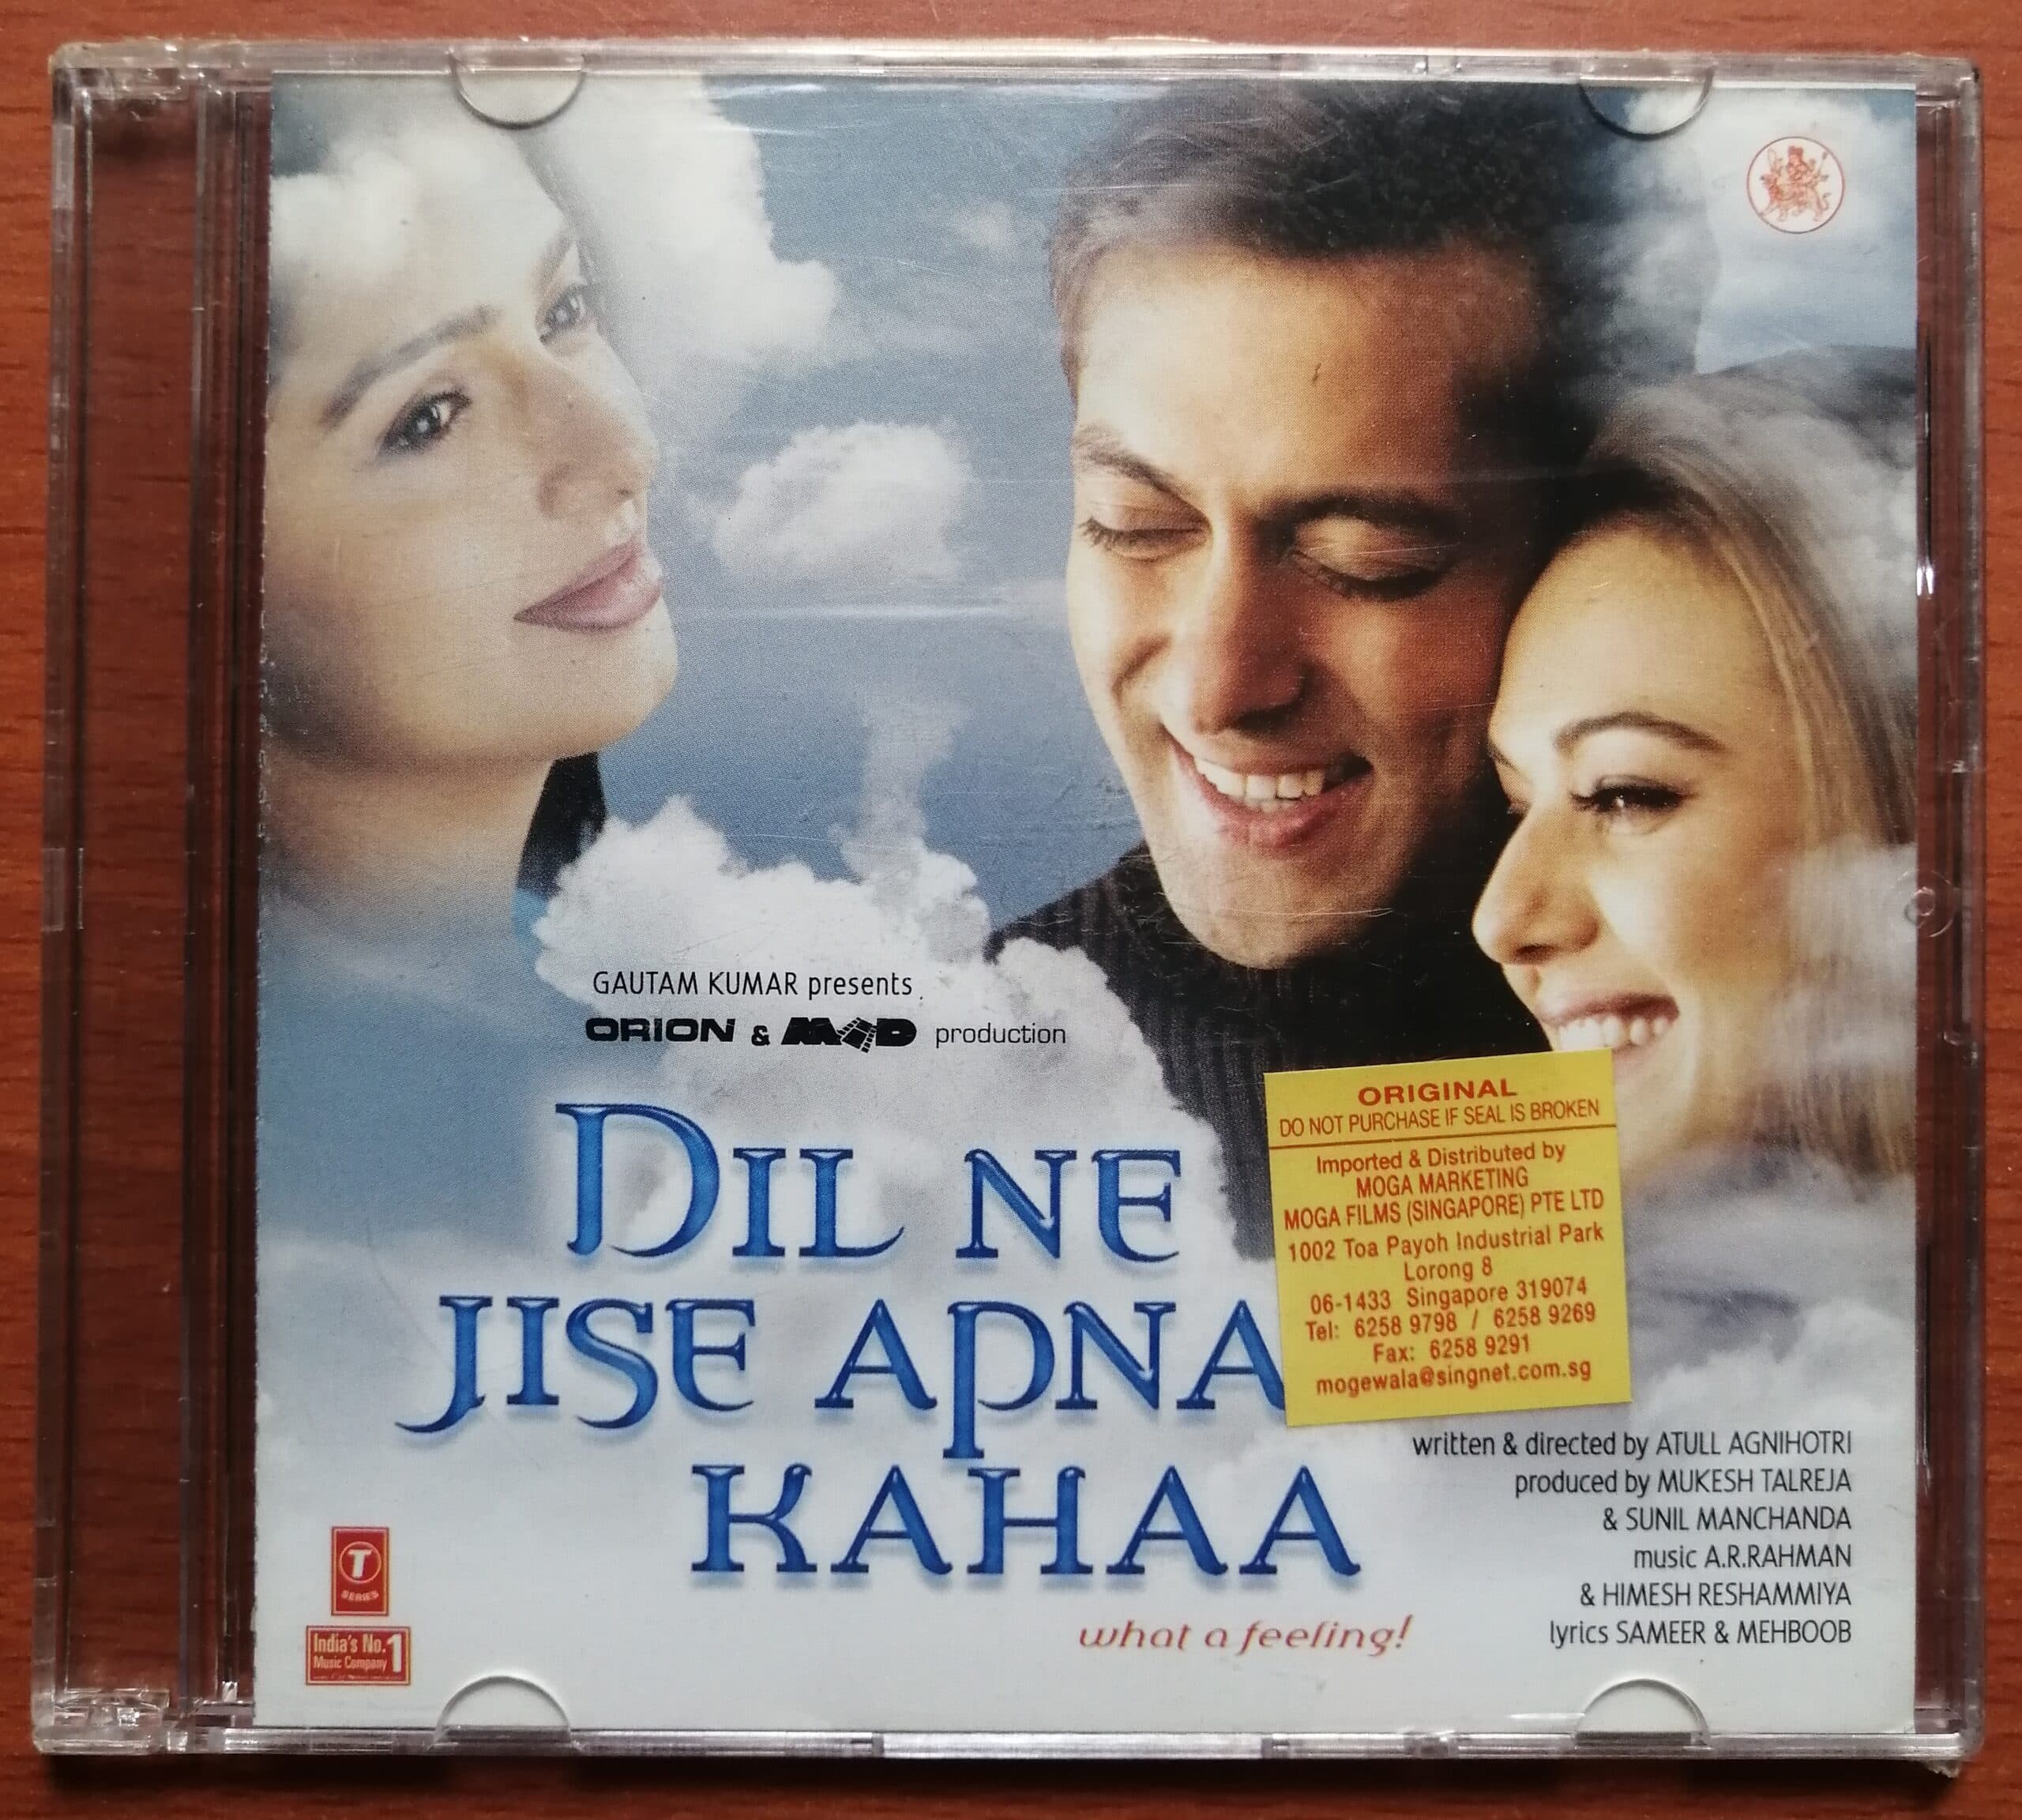 GAUTAM KUMAR presents
ORION & MAD production
DIL NE
JISE APNA
KAHAA
what a feeling!
ORIGINAL
DO NOT PURCHASE IF SEAL IS BROKEN
Imported & Distributed by
MOGA MARKETING
MOGA FILMS (SINGAPORE) PTE LTD
1002 Toa Payoh Industrial Park
Lorong 8
06-1433 Singapore 319074
Tel: 6258 9798 / 6258 9269
Fax: 6258 9291
mogewala@singnet.com.sg
written & directed by ATULL AGNIHOTRI
produced by MUKESH TALREJA
& SUNIL MANCHANDA
music A.R.RAHMAN
& HIMESH RESHAMMIYA
lyrics SAMEER & MEHBOOB
T
SERIES
India's No.1
Music Company